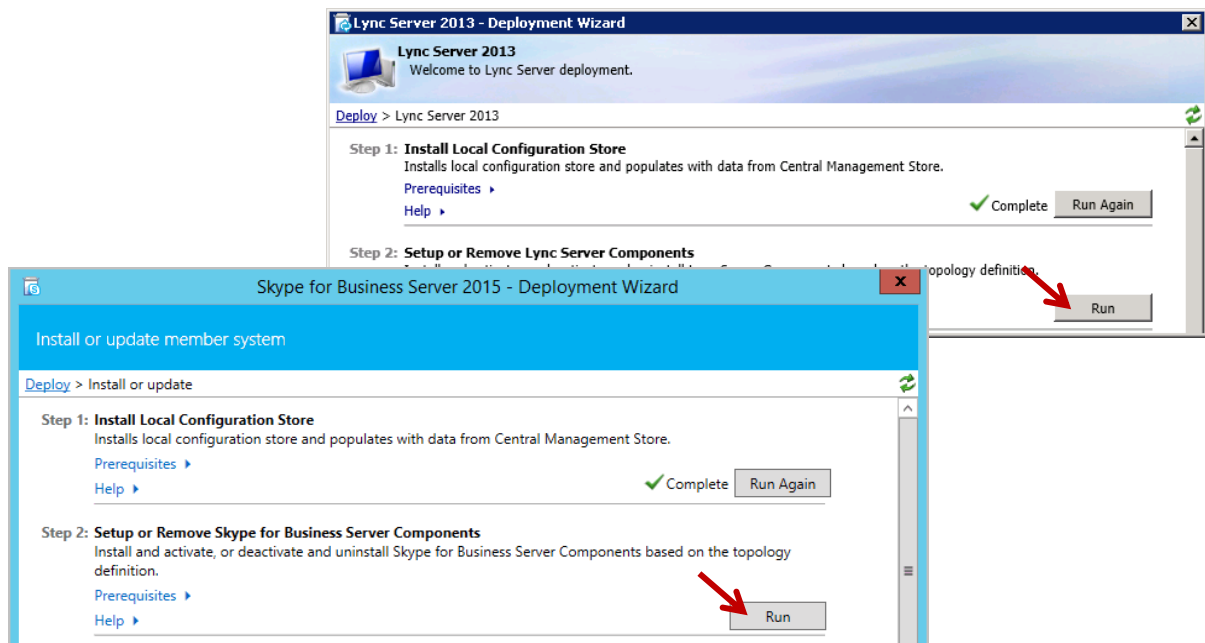 Lync Server 2013 - Deployment Wizard
Lync Server 2013
Welcome to Lync Server deployment.
Deploy > Lync Server 2013
Step 1: Install Local Configuration Store
Installs local configuration store and populates with data from Central Management Store.
Prerequisites
Help
Complete Run Again
Step 2: Setup or Remove Lync Server Components
topology definition.
Run
Skype for Business Server 2015 - Deployment Wizard
Install or update member system
Deploy > Install or update
Step 1: Install Local Configuration Store
Installs local configuration store and populates with data from Central Management Store.
Prerequisites
Help
Complete Run Again
Step 2: Setup or Remove Skype for Business Server Components
Install and activate, or deactivate and uninstall Skype for Business Server Components based on the topology
definition.
Prerequisites
Help
Run